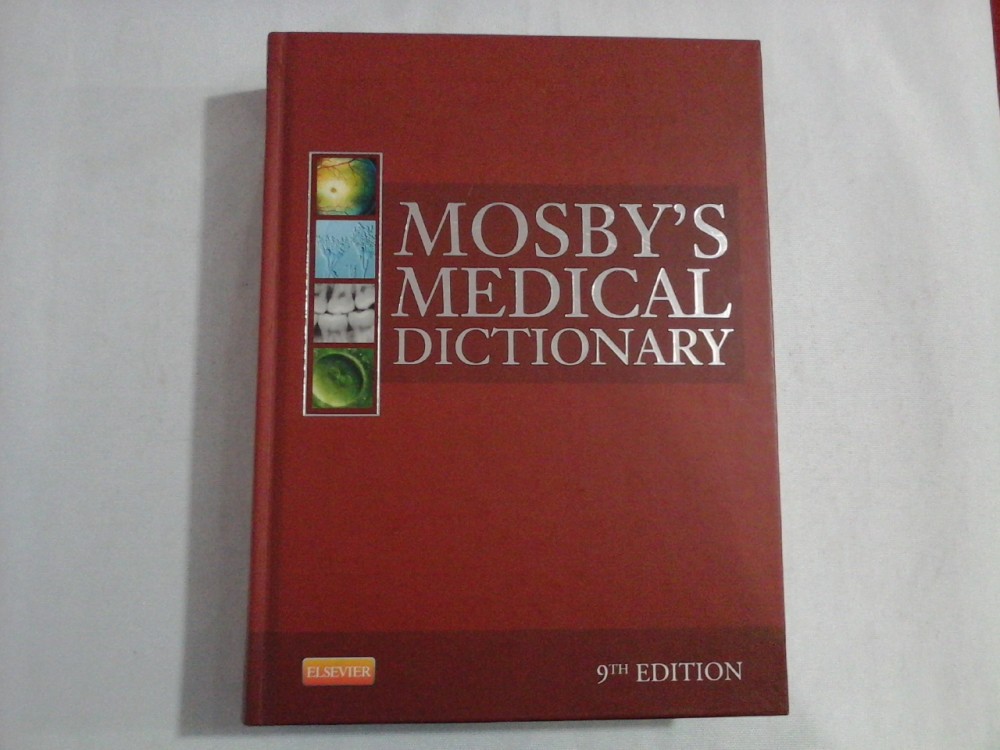 MOSBY'S
MEDICAL
DICTIONARY
ELSEVIER
9TH EDITION